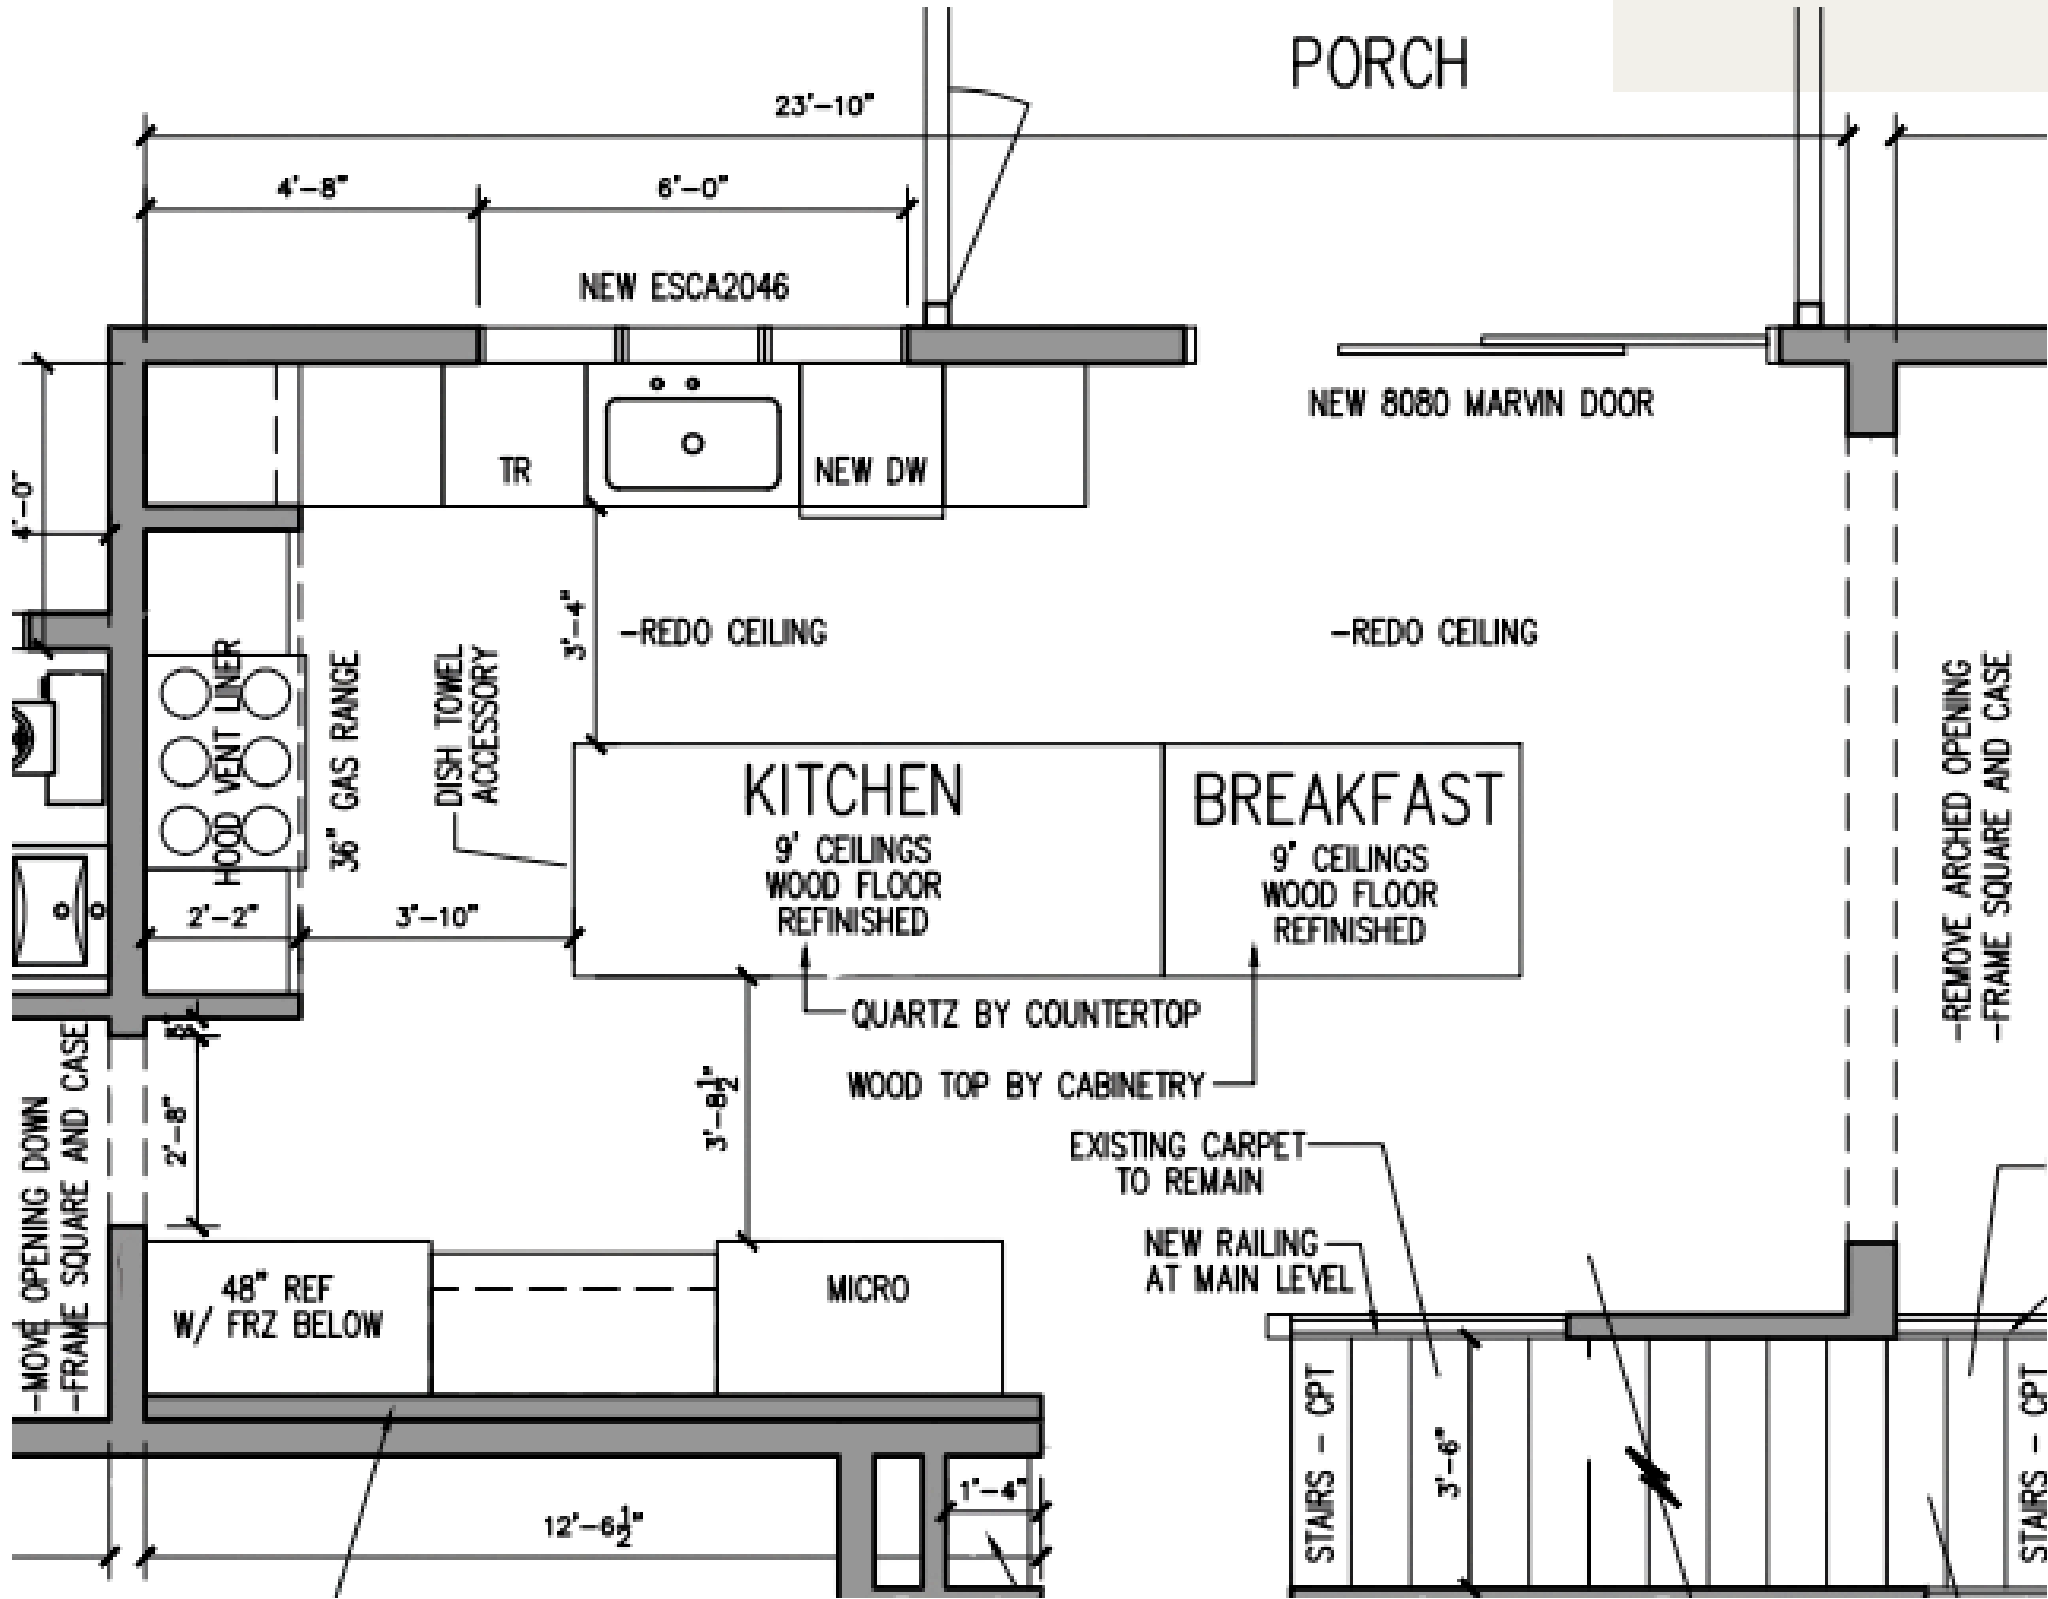 PORCH
23'-10"
4'-8"
6'-0"
NEW ESCA2046
NEW 8080 MARVIN DOOR
TR
NEW DW
3'-4"
-REDO CEILING
-REDO CEILING
HOOD VENT LINER
36" GAS RANGE
DISH TOWEL
ACCESSORY
KITCHEN
9' CEILINGS
WOOD FLOOR
REFINISHED
BREAKFAST
9' CEILINGS
WOOD FLOOR
REFINISHED
-REMOVE ARCHED OPENING
-FRAME SQUARE AND CASE
2'-2"
3'-10"
QUARTZ BY COUNTERTOP
WOOD TOP BY CABINETRY
-MOVE OPENING DOWN
-FRAME SQUARE AND CASE
2'-8"
3'-8½"
EXISTING CARPET
TO REMAIN
NEW RAILING
AT MAIN LEVEL
48" REF
W/ FRZ BELOW
MICRO
STAIRS - CPT
3'-6"
STAIRS - CPT
1'-4"
12'-6½"